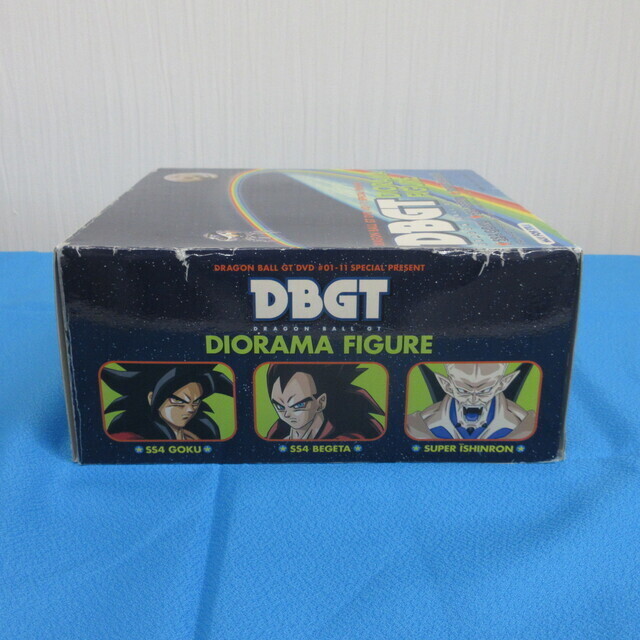 DBGT
DRAGON BALL GT DVD #01-11 SPECIAL PRESENT
DBGT
DRAGON BALL GT
DIORAMA FIGURE
SS4 GOKU
SS4 BEGETA
SUPER ISHINRON